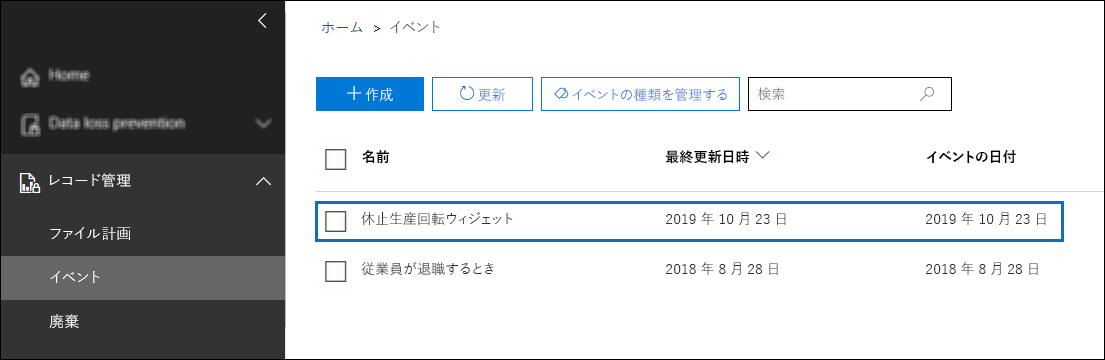 ホーム > イベント
Home
Data loss prevention
レコード管理
ファイル計画
イベント
廃棄
作成
更新
イベントの種類を管理する
検索
名前 最終更新日時 イベントの日付
休止生産回転ウィジェット 2019 年 10 月 23 日 2019 年 10 月 23 日
従業員が退職するとき 2018 年 8 月 28 日 2018 年 8 月 28 日